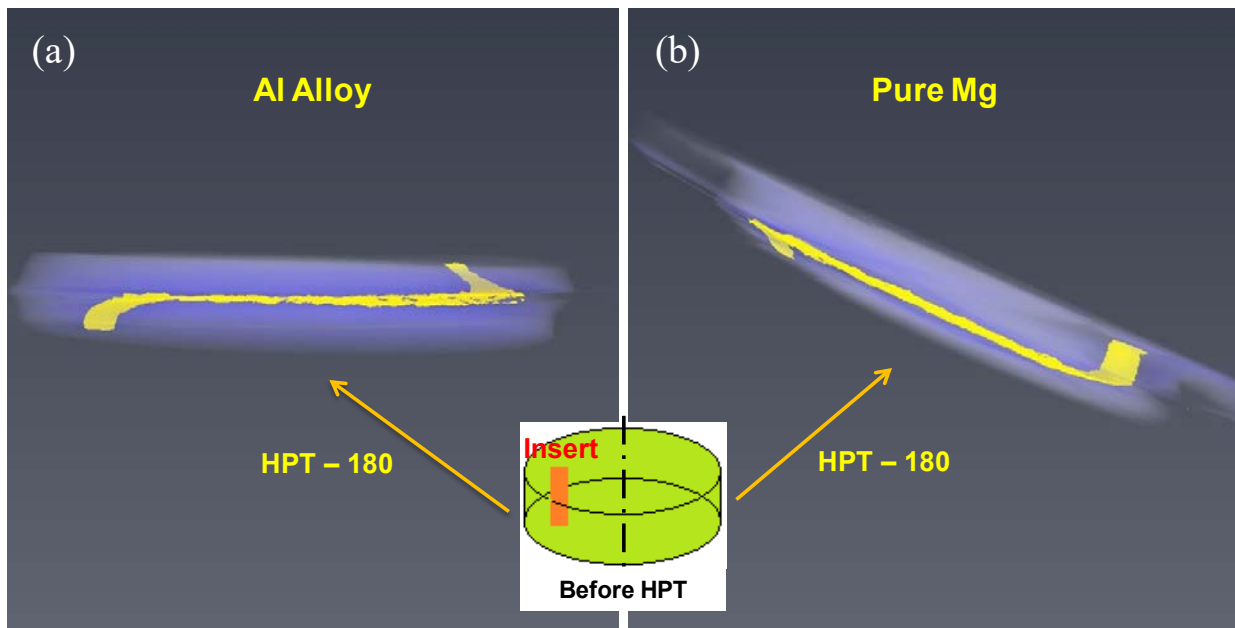 (a)
Al Alloy
(b)
Pure Mg
HPT – 180
Insert
HPT – 180
Before HPT